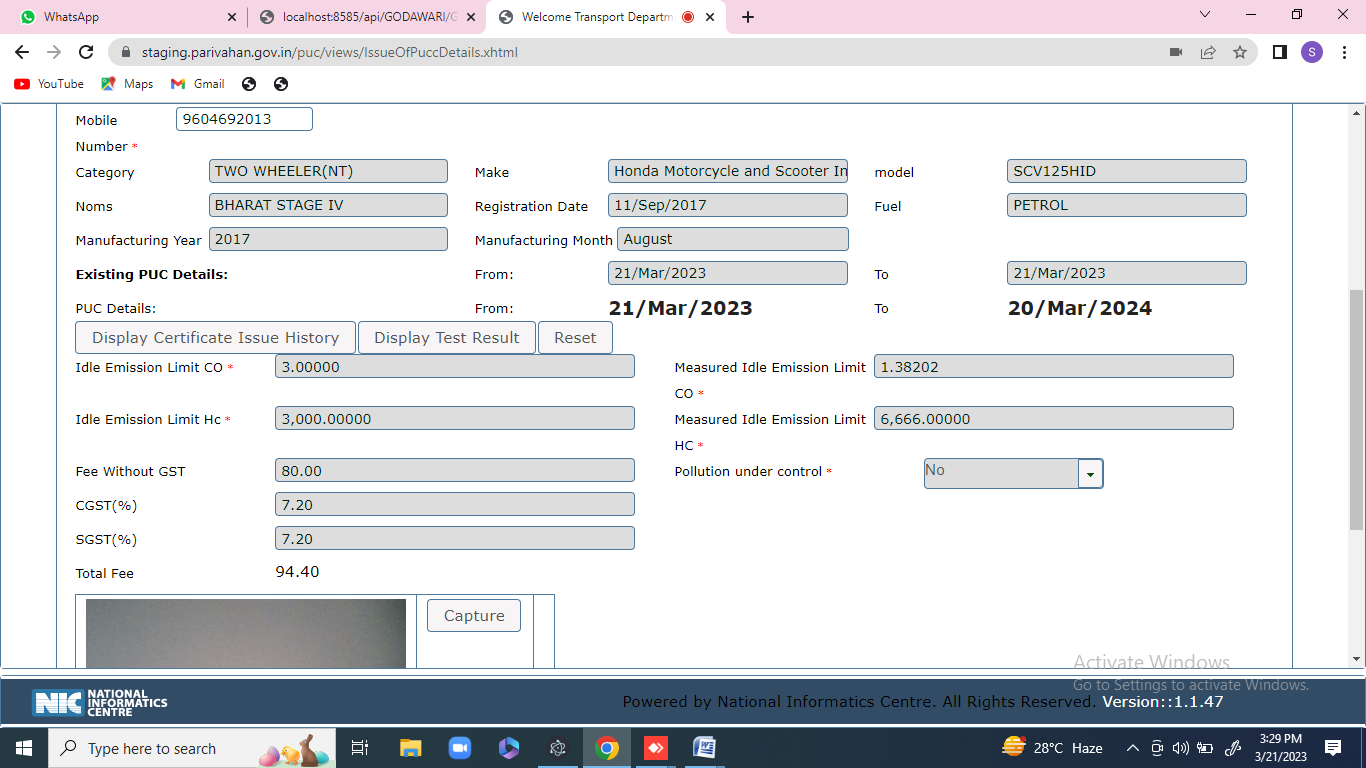 WhatsApp
localhost:8585/api/GODAWARI/G
Welcome Transport Departm
staging.parivahan.gov.in/puc/views/IssueOfPuccDetails.xhtml
S
YouTube Maps Gmail
Mobile Number * 9604692013
Category TWO WHEELER(NT) Make Honda Motorcycle and Scooter In model SCV125HID
Noms BHARAT STAGE IV Registration Date 11/Sep/2017 Fuel PETROL
Manufacturing Year 2017 Manufacturing Month August
Existing PUC Details: From: 21/Mar/2023 To 21/Mar/2023
PUC Details: From: 21/Mar/2023 To 20/Mar/2024
Display Certificate Issue History Display Test Result Reset
Idle Emission Limit CO * 3.00000 Measured Idle Emission Limit CO * 1.38202
Idle Emission Limit Hc * 3,000.00000 Measured Idle Emission Limit HC * 6,666.00000
Fee Without GST 80.00 Pollution under control * No
CGST(%) 7.20
SGST(%) 7.20
Total Fee 94.40
Capture
Activate Windows
Go to Settings to activate Windows.
NIC NATIONAL INFORMATICS CENTRE
Powered by National Informatics Centre. All Rights Reserved. Version::1.1.47
Type here to search
28°C Haze
3:29 PM
3/21/2023